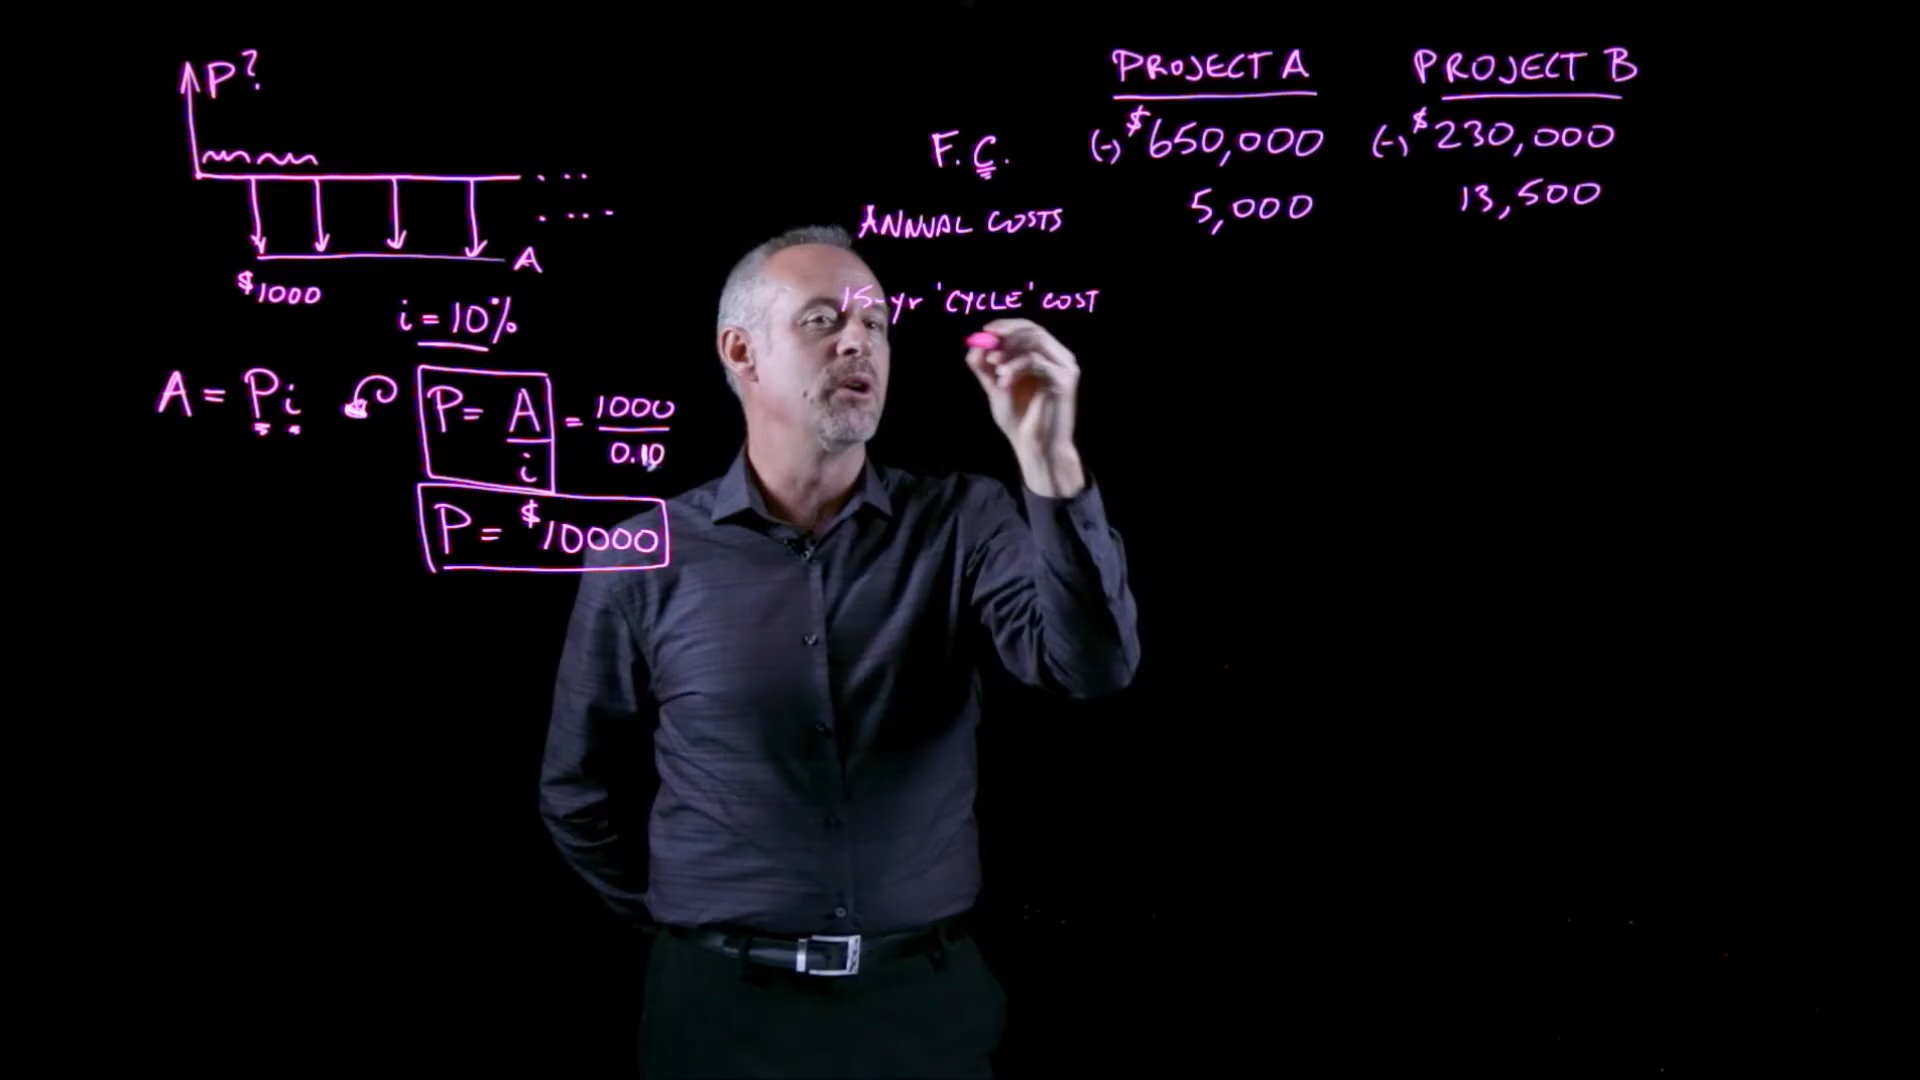 P?
A
$1000
i = 10%
A = Pi
P = A/i = 1000/0.10
P = $10000
PROJECT A PROJECT B
F.C. (-) $650,000 (-) $230,000
ANNUAL COSTS 5,000 13,500
15-yr 'CYCLE' COST